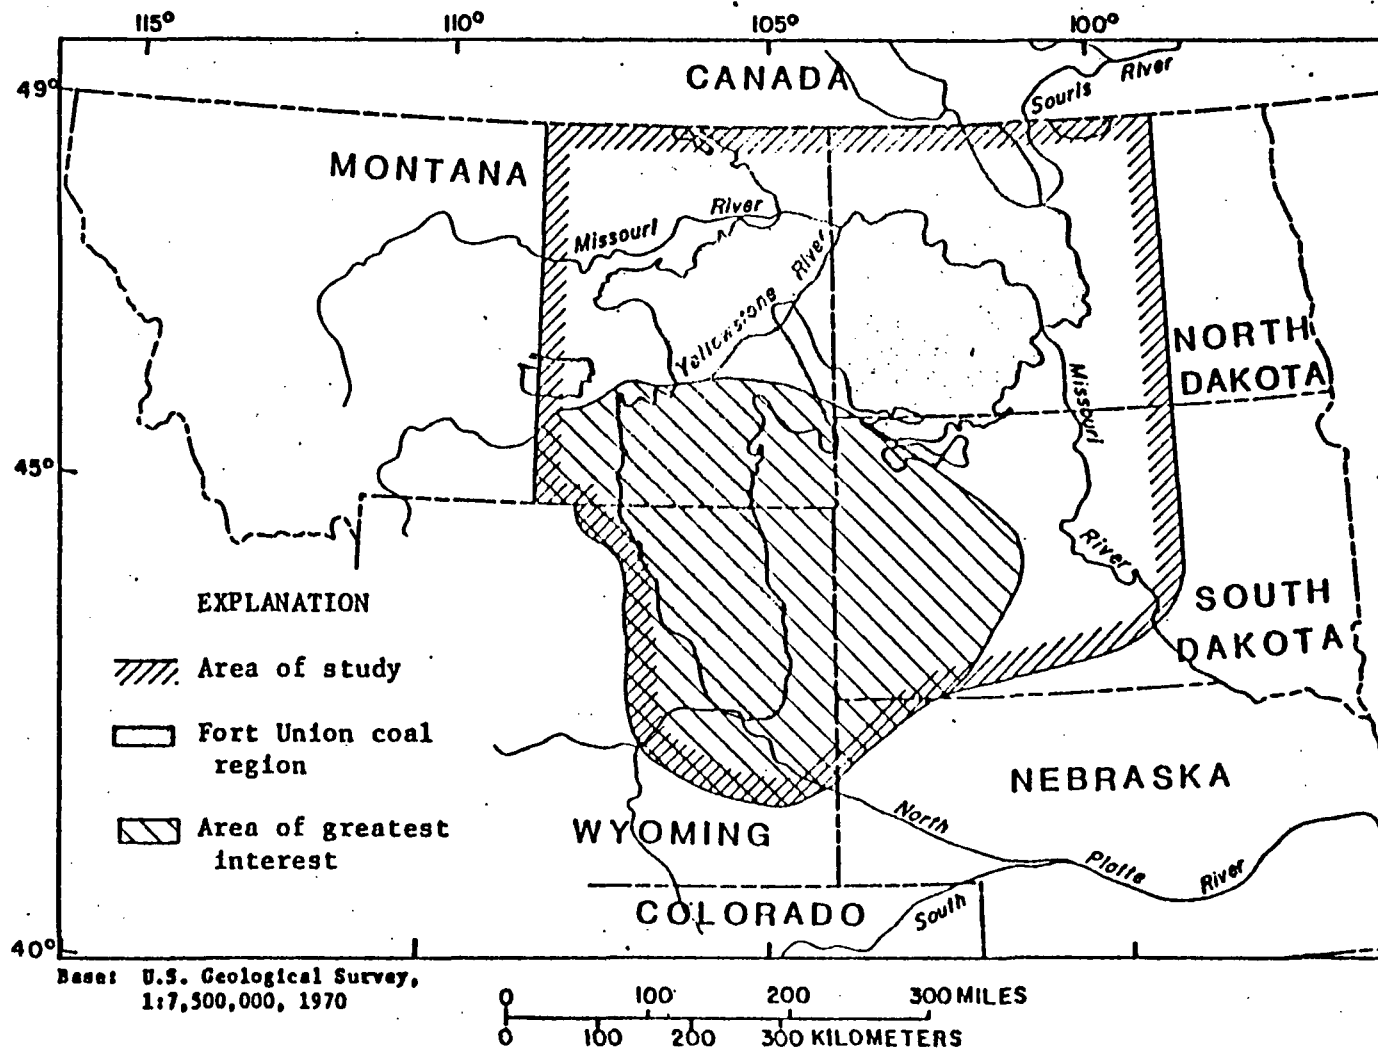 115° 110° 105° 100°
49°
CANADA
Souris River
MONTANA
Missouri River
Yellowstone River
NORTH
DAKOTA
Missouri
River
45°
EXPLANATION
Area of study
Fort Union coal
region
Area of greatest
interest
SOUTH
DAKOTA
NEBRASKA
WYOMING
North
Platte River
South
COLORADO
40°
Base: U.S. Geological Survey,
1:7,500,000, 1970
0 100 200 300 MILES
0 100 200 300 KILOMETERS